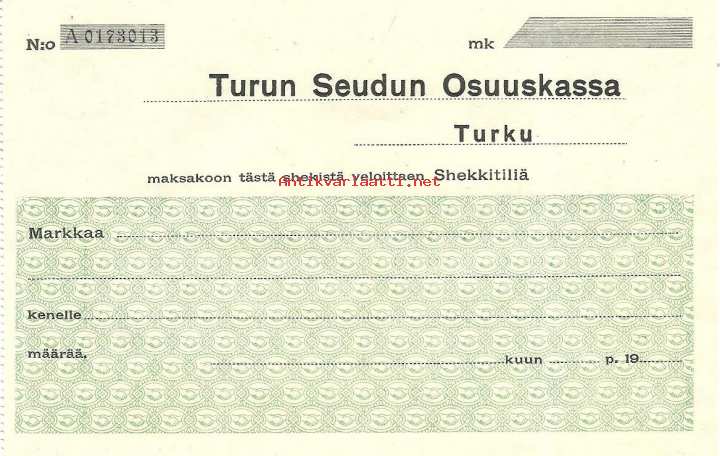 N:o A 0173013 mk
Turun Seudun Osuuskassa
Turku
maksakoon tästä shekistä veloittaen Shekkitiliä
antikvariaatti.net
Markkaa
kenelle
määrää.
kuun p. 19